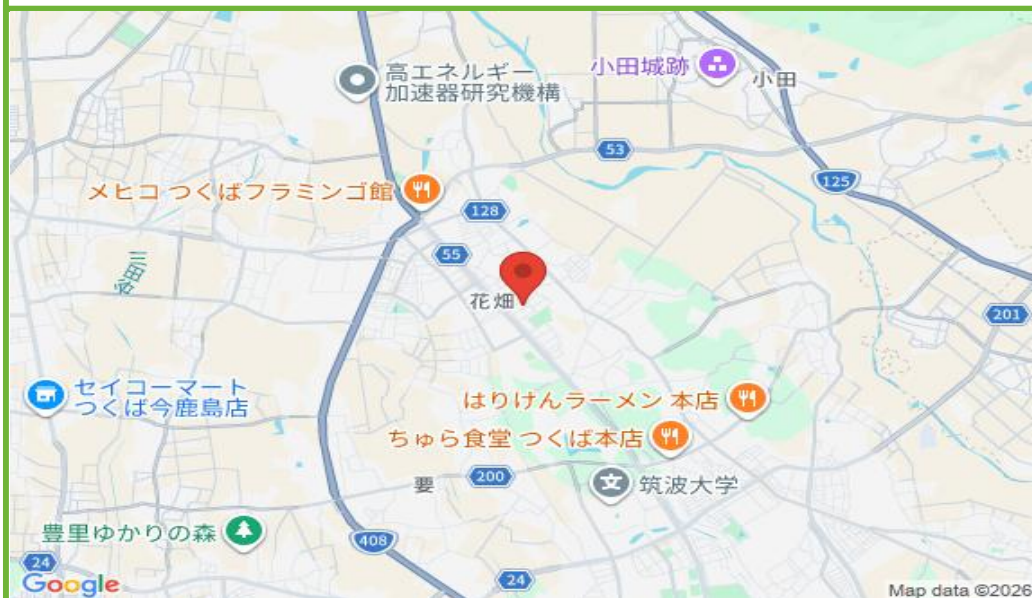 高エネルギー
加速器研究機構
小田城跡
小田
53
メヒコ つくばフラミンゴ館
125
128
三田谷
55
花畑
201
セイコーマート
つくば今鹿島店
はりけんラーメン 本店
ちゅら食堂 つくば本店
要
200
文
筑波大学
豊里ゆかりの森
408
24
24
Google
Map data ©2026